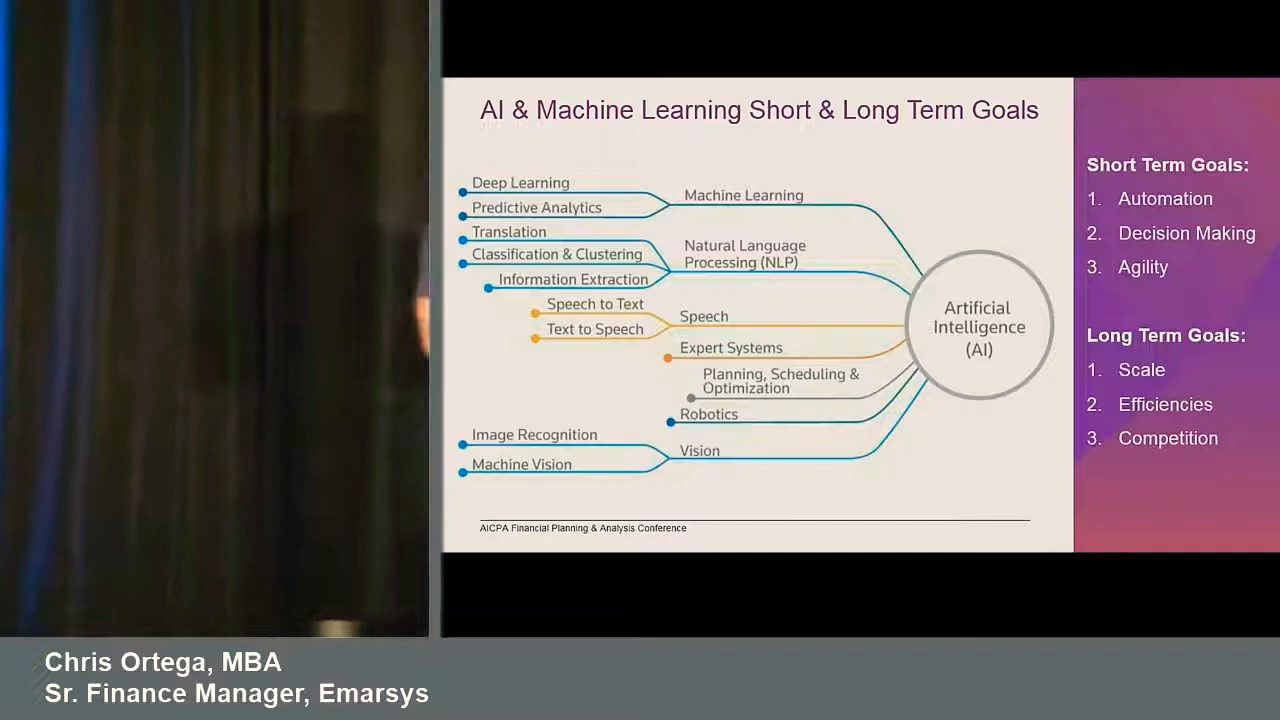 AI & Machine Learning Short & Long Term Goals
Deep Learning
Predictive Analytics
Machine Learning
Translation
Classification & Clustering
Information Extraction
Natural Language
Processing (NLP)
Speech to Text
Text to Speech
Speech
Expert Systems
Planning, Scheduling &
Optimization
Robotics
Image Recognition
Machine Vision
Vision
Artificial
Intelligence
(AI)
AICPA Financial Planning & Analysis Conference
Short Term Goals:
1. Automation
2. Decision Making
3. Agility
Long Term Goals:
1. Scale
2. Efficiencies
3. Competition
Chris Ortega, MBA
Sr. Finance Manager, Emarsys